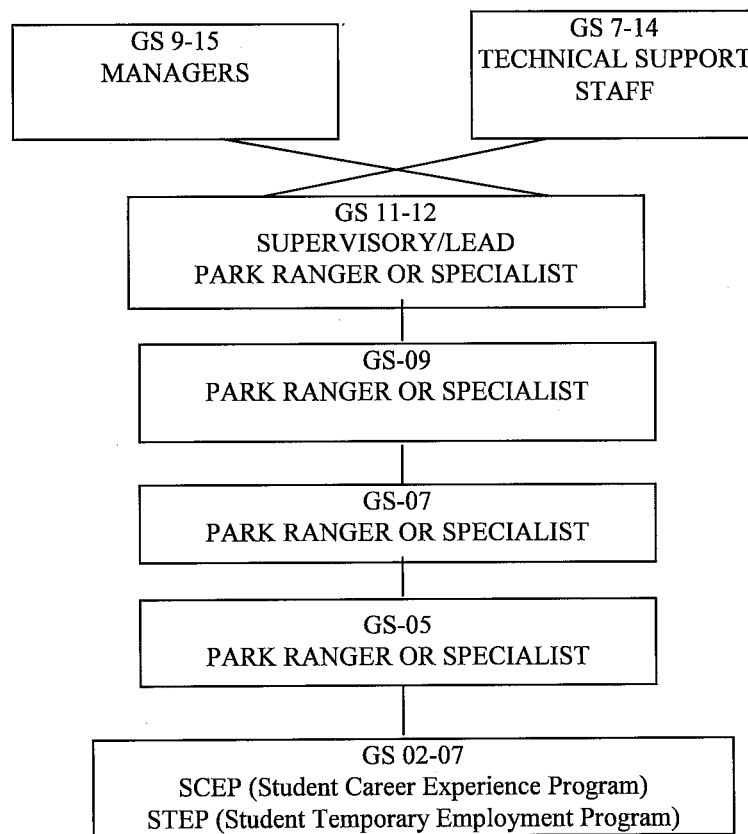 GS 9-15
MANAGERS
GS 7-14
TECHNICAL SUPPORT
STAFF
GS 11-12
SUPERVISORY/LEAD
PARK RANGER OR SPECIALIST
GS-09
PARK RANGER OR SPECIALIST
GS-07
PARK RANGER OR SPECIALIST
GS-05
PARK RANGER OR SPECIALIST
GS 02-07
SCEP (Student Career Experience Program)
STEP (Student Temporary Employment Program)